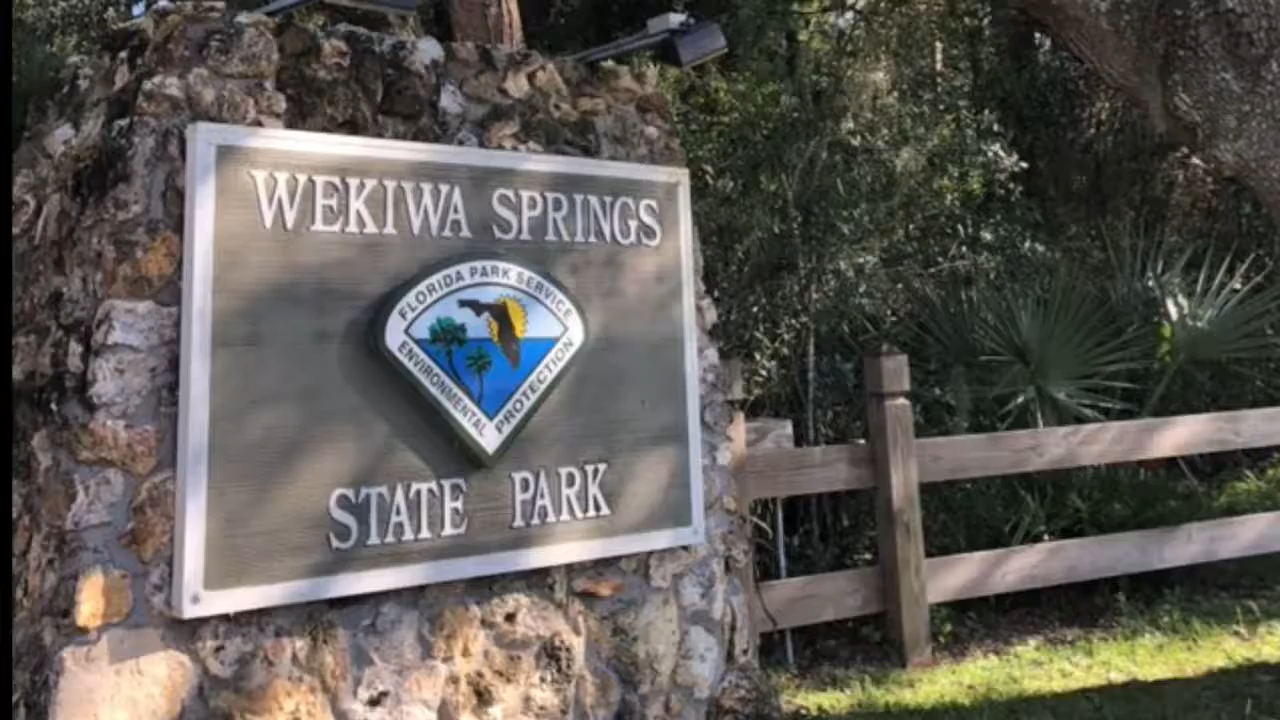 WEKIWA SPRINGS
FLORIDA PARK SERVICE
ENVIRONMENTAL PROTECTION
STATE PARK